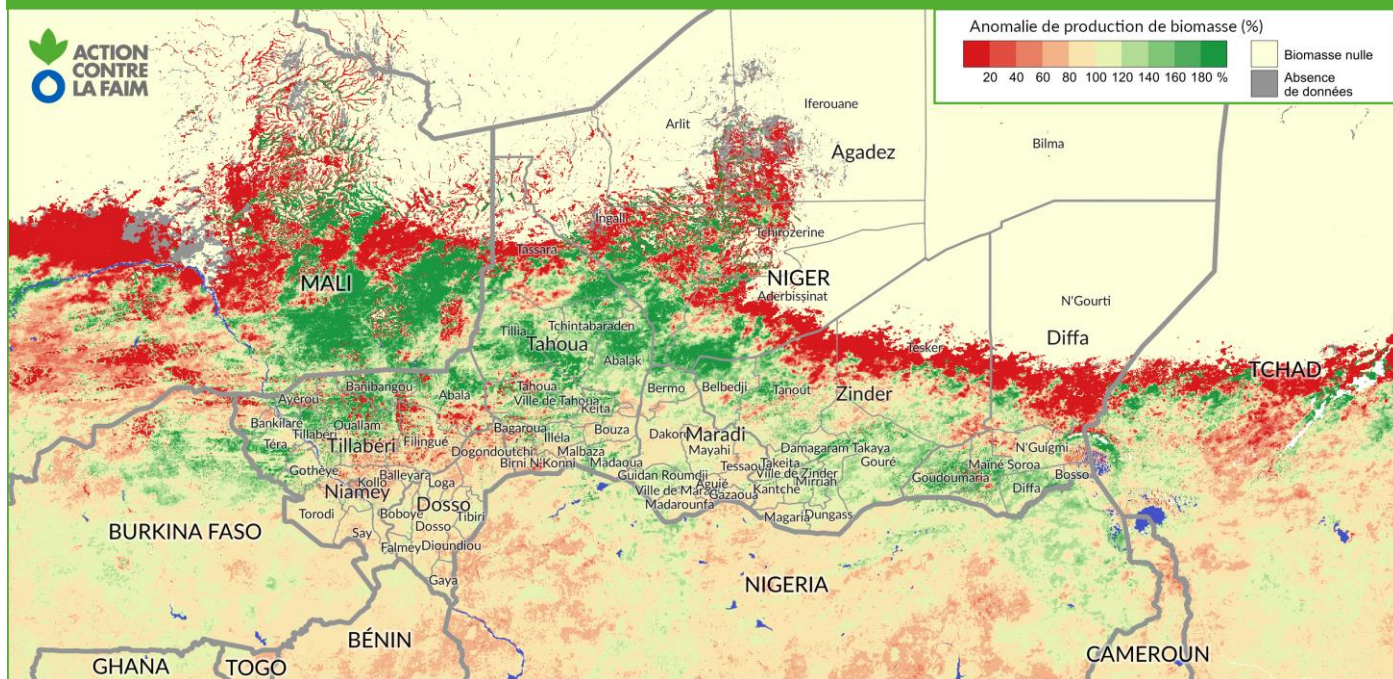 ACTION
CONTRE
LA FAIM
Anomalie de production de biomasse (%)
20 40 60 80 100 120 140 160 180 %
Biomasse nulle
Absence
de données
Iferouane
Arlit
Agadez
Bilma
Ingall
Tchirozerine
Tassara
MALI
NIGER
Aderbissinat
N'Gourti
Diffa
Tillia
Tchintabaraden
Tahoua
Abalak
Tesker
TCHAD
Banibangou
Ayérou
Abala
Tahoua
Ville de Tahoua
Keita
Bermo
Belbedji
Tanout
Zinder
Bankilaré
Ouallam
Tillabéri
Téra
Tillabéri
Filingué
Bagaroua
Illéla
Bouza
Dakoro
Maradi
Mayahi
Dogondoutchi
Malbaza
Birni N'Konni
Madaoua
Damagaram Takaya
Gouré
N'Guigmi
Maïné Soroa
Gothèye
Balleyara
Kollo
Loga
Niamey
Guidan Roumdji
Aguié
Tessaou
Takeita
Ville de Zinder
Mirriah
Goudoumaria
Diffa
Bosso
Ville de Mara
Gazaoua
Kantché
Madarounfa
Magaria
Dungass
Torodi
Boboye
Dosso
Dosso
Tibiri
Say
Falmey
Dioundiou
Gaya
BURKINA FASO
NIGERIA
BÉNIN
GHANA
TOGO
CAMEROUN